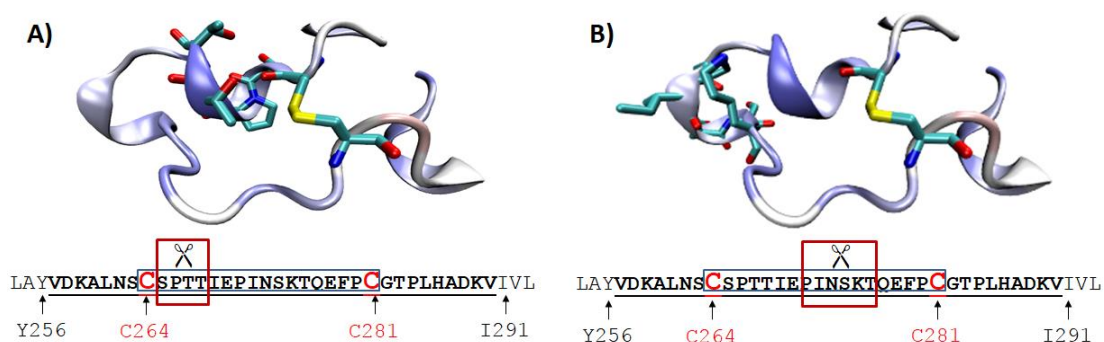 A)
LAYVDKALNSCSPTTIEPINSKTQEFPCGTPLHADKVIVL
Y256 C264 C281 I291
B)
LAYVDKALNSCSPTTIEPINSKTQEFPCGTPLHADKVIVL
Y256 C264 C281 I291